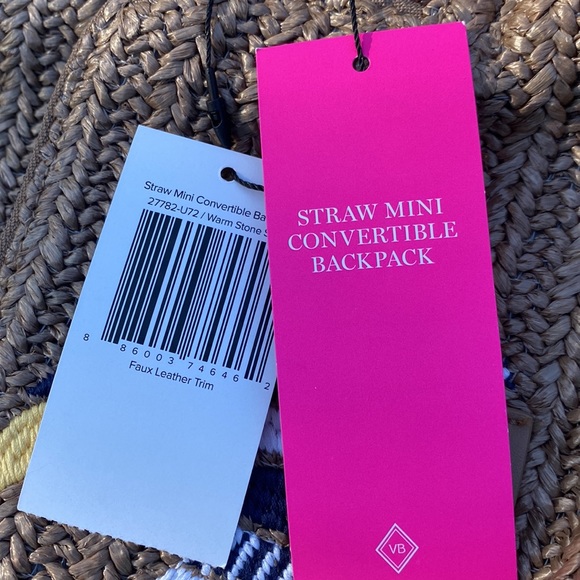 Straw Mini Convertible Ba
27782-U72 / Warm Stone S
8 86003 74646 2
Faux Leather Trim
STRAW MINI
CONVERTIBLE
BACKPACK
VB